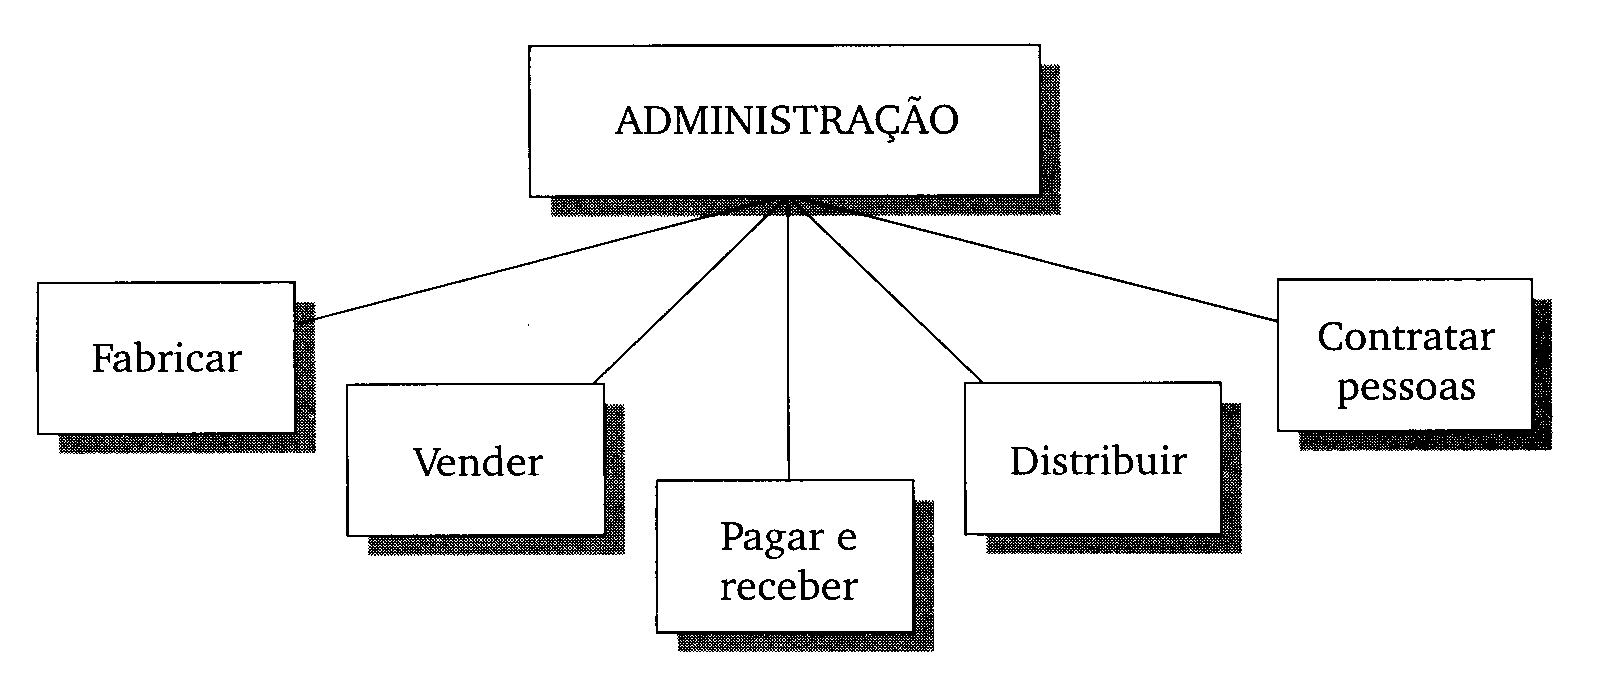 ADMINISTRAÇÃO
Fabricar
Vender
Pagar e
receber
Distribuir
Contratar
pessoas